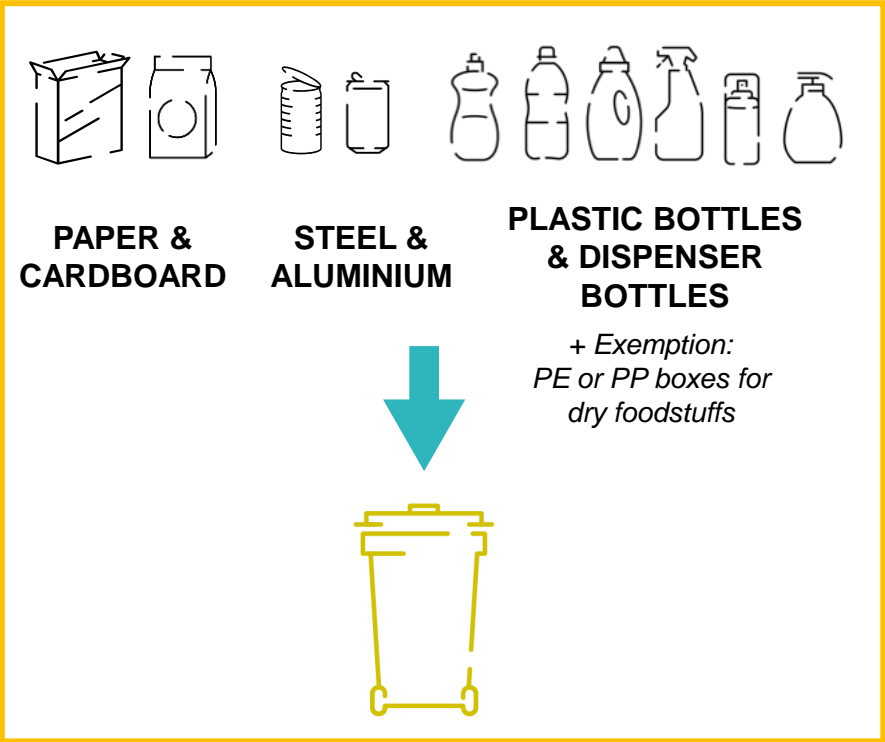 PAPER &
CARDBOARD
STEEL &
ALUMINIUM
PLASTIC BOTTLES
& DISPENSER
BOTTLES
+ Exemption:
PE or PP boxes for
dry foodstuffs